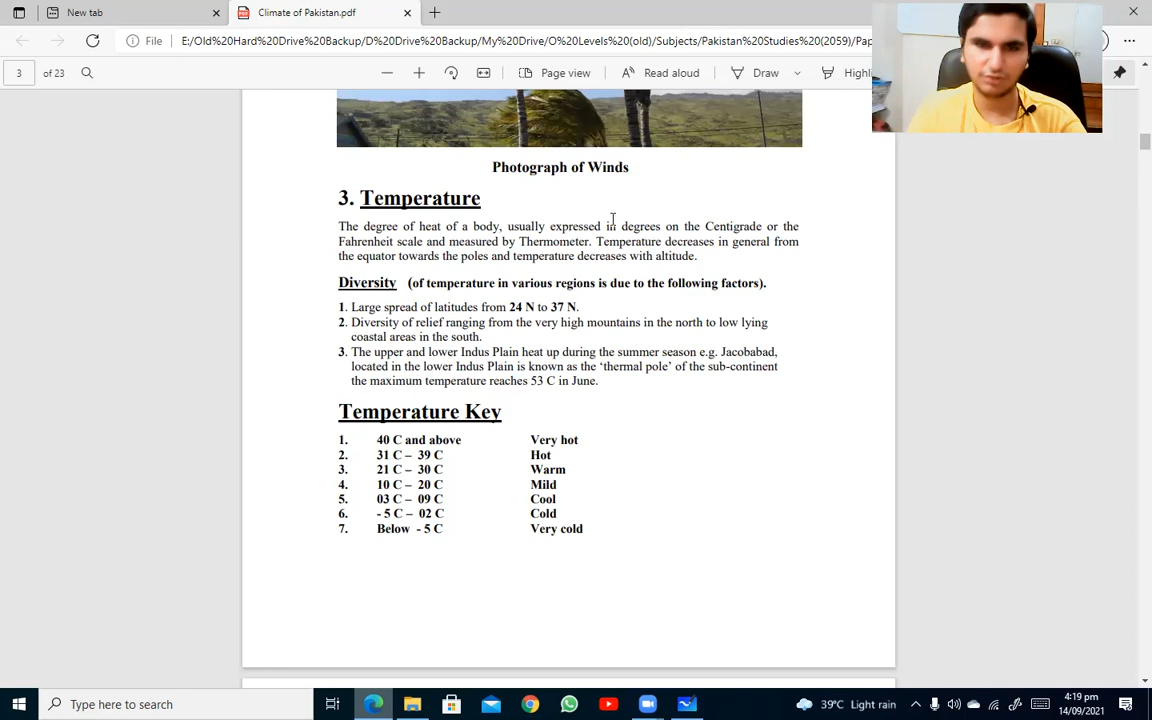 New tab
Climate of Pakistan.pdf
File
E:/Old%20Hard%20Drive%20Backup/D%20Drive%20Backup/My%20Drive/O%20Levels%20(old)/Subjects/Pakistan%20Studies%20(2059)/Pap
3 of 23
Page view
Read aloud
Draw
Highl
Photograph of Winds
3. Temperature
The degree of heat of a body, usually expressed in degrees on the Centigrade or the
Fahrenheit scale and measured by Thermometer. Temperature decreases in general from
the equator towards the poles and temperature decreases with altitude.
Diversity (of temperature in various regions is due to the following factors).
1. Large spread of latitudes from 24 N to 37 N.
2. Diversity of relief ranging from the very high mountains in the north to low lying
coastal areas in the south.
3. The upper and lower Indus Plain heat up during the summer season e.g. Jacobabad,
located in the lower Indus Plain is known as the ‘thermal pole’ of the sub-continent
the maximum temperature reaches 53 C in June.
Temperature Key
1. 40 C and above Very hot
2. 31 C – 39 C Hot
3. 21 C – 30 C Warm
4. 10 C – 20 C Mild
5. 03 C – 09 C Cool
6. - 5 C – 02 C Cold
7. Below - 5 C Very cold
Type here to search
39°C Light rain
4:19 pm
14/09/2021